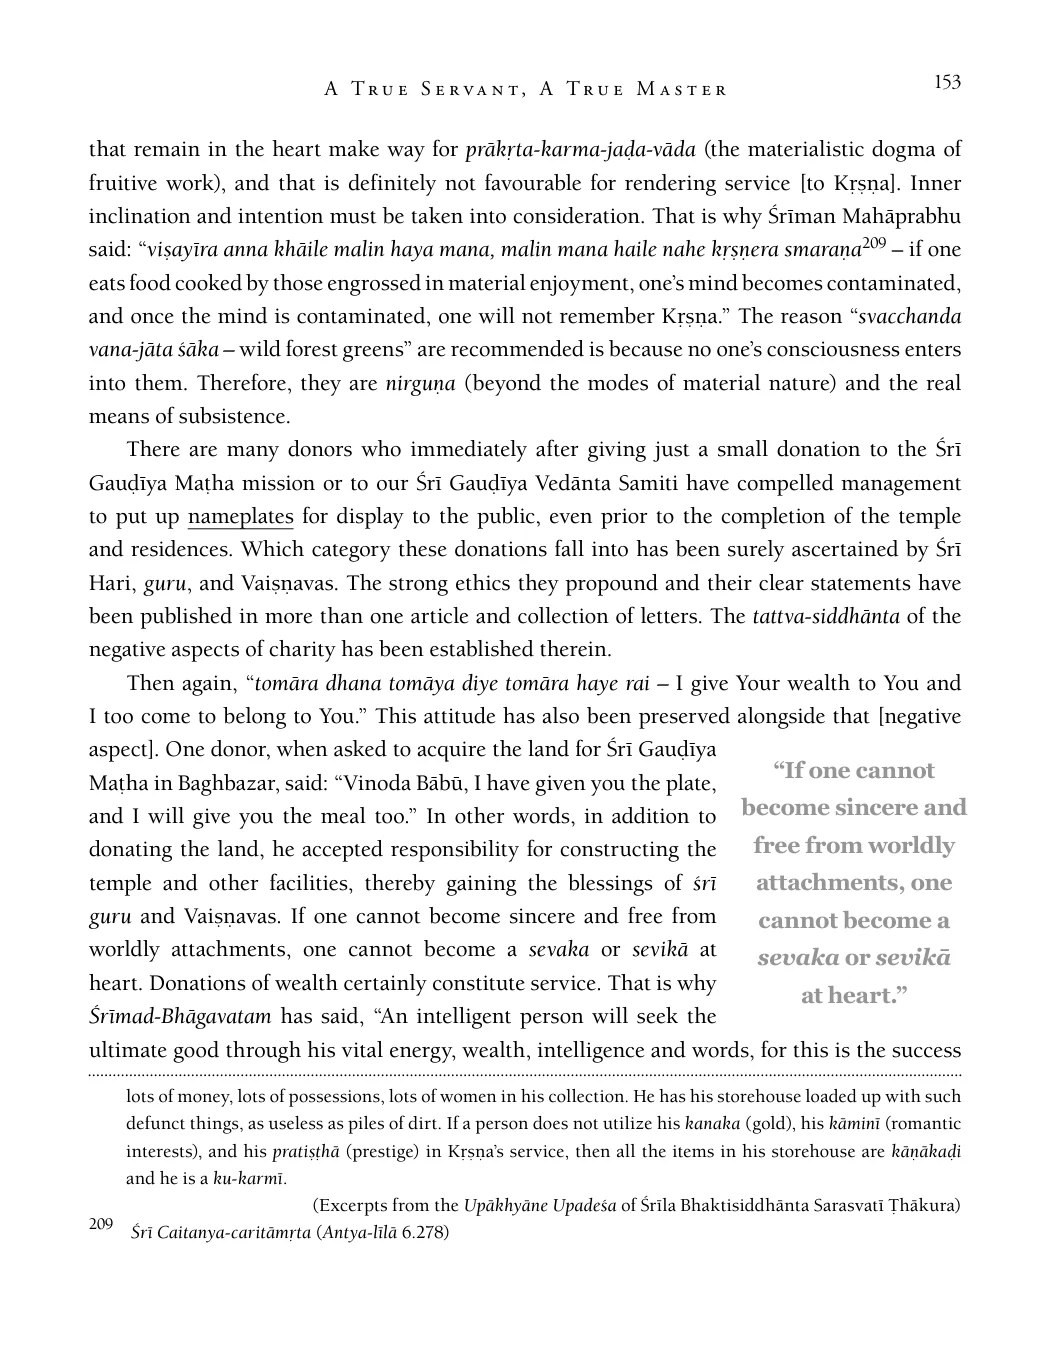 A True Servant, A True Master
153
that remain in the heart make way for prākṛta-karma-jaḍa-vāda (the materialistic dogma of
fruitive work), and that is definitely not favourable for rendering service [to Kṛṣṇa]. Inner
inclination and intention must be taken into consideration. That is why Śrīman Mahāprabhu
said: “viṣayīra anna khāile malin haya mana, malin mana haile nahe kṛṣṇera smaraṇa209 – if one
eats food cooked by those engrossed in material enjoyment, one’s mind becomes contaminated,
and once the mind is contaminated, one will not remember Kṛṣṇa.” The reason “svacchanda
vana-jāta śāka – wild forest greens” are recommended is because no one’s consciousness enters
into them. Therefore, they are nirguṇa (beyond the modes of material nature) and the real
means of subsistence.
There are many donors who immediately after giving just a small donation to the Śrī
Gauḍīya Maṭha mission or to our Śrī Gauḍīya Vedānta Samiti have compelled management
to put up nameplates for display to the public, even prior to the completion of the temple
and residences. Which category these donations fall into has been surely ascertained by Śrī
Hari, guru, and Vaiṣṇavas. The strong ethics they propound and their clear statements have
been published in more than one article and collection of letters. The tattva-siddhānta of the
negative aspects of charity has been established therein.
Then again, “tomāra dhana tomāya diye tomāra haye rai – I give Your wealth to You and
I too come to belong to You.” This attitude has also been preserved alongside that [negative
aspect]. One donor, when asked to acquire the land for Śrī Gauḍīya
Maṭha in Baghbazar, said: “Vinoda Bābū, I have given you the plate,
and I will give you the meal too.” In other words, in addition to
donating the land, he accepted responsibility for constructing the
temple and other facilities, thereby gaining the blessings of śrī
guru and Vaiṣṇavas. If one cannot become sincere and free from
worldly attachments, one cannot become a sevaka or sevikā at
heart. Donations of wealth certainly constitute service. That is why
Śrīmad-Bhāgavatam has said, “An intelligent person will seek the
ultimate good through his vital energy, wealth, intelligence and words, for this is the success
“If one cannot
become sincere and
free from worldly
attachments, one
cannot become a
sevaka or sevikā
at heart.”
lots of money, lots of possessions, lots of women in his collection. He has his storehouse loaded up with such
defunct things, as useless as piles of dirt. If a person does not utilize his kanaka (gold), his kāminī (romantic
interests), and his pratiṣṭhā (prestige) in Kṛṣṇa’s service, then all the items in his storehouse are kāṇākaḍi
and he is a ku-karmī.
(Excerpts from the Upākhyāne Upadeśa of Śrīla Bhaktisiddhānta Sarasvatī Ṭhākura)
209 Śrī Caitanya-caritāmṛta (Antya-līlā 6.278)